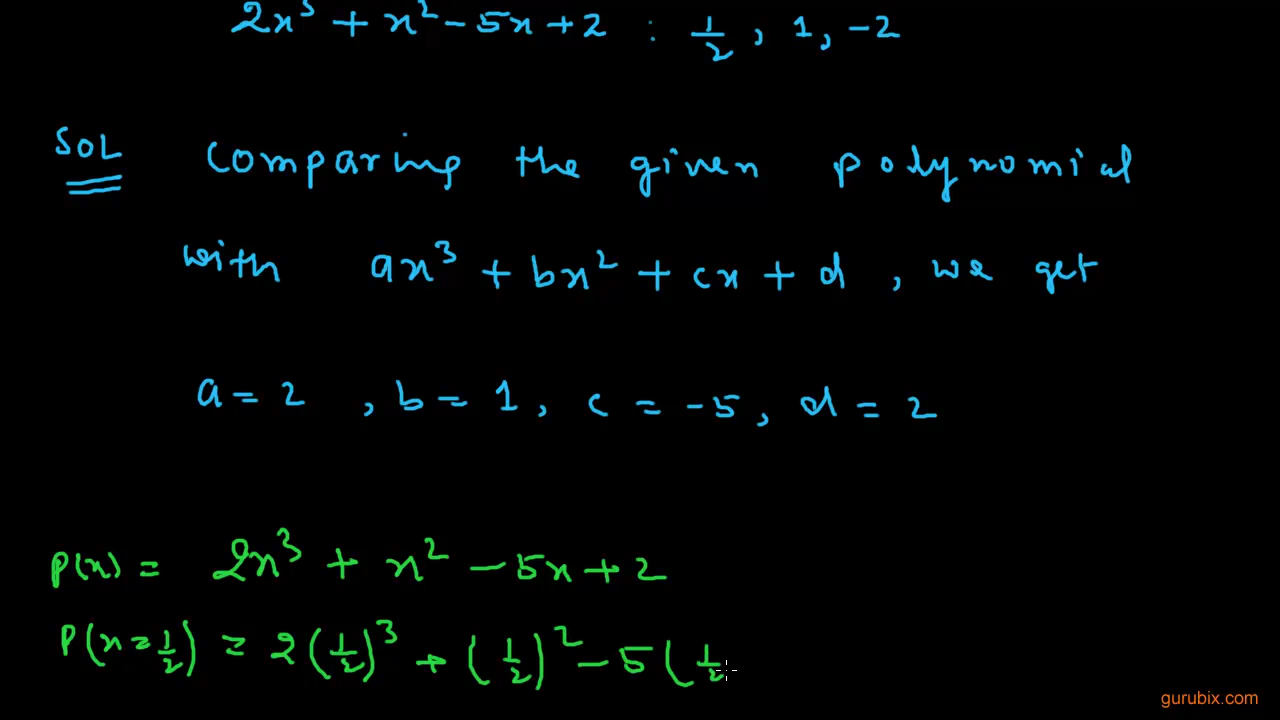 2x³ + x² - 5x + 2 : 1/2, 1, -2
SOL Comparing the given polynomial
with ax³ + bx² + cx + d, we get
a = 2, b = 1, c = -5, d = 2
P(x) = 2x³ + x² - 5x + 2
P(x = 1/2) = 2(1/2)³ + (1/2)² - 5(1/2
gurubix.com